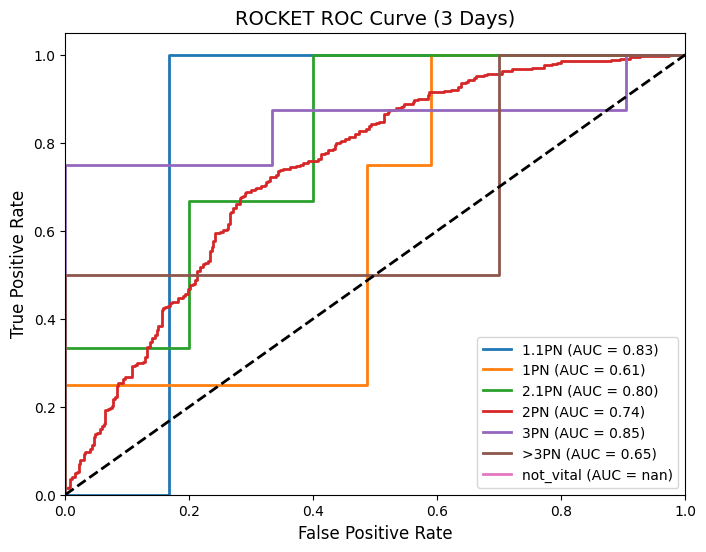 ROCKET ROC Curve (3 Days)
True Positive Rate
1.0
0.8
0.6
0.4
0.2
0.0
0.0 0.2 0.4 0.6 0.8 1.0
False Positive Rate
1.1PN (AUC = 0.83)
1PN (AUC = 0.61)
2.1PN (AUC = 0.80)
2PN (AUC = 0.74)
3PN (AUC = 0.85)
>3PN (AUC = 0.65)
not_vital (AUC = nan)